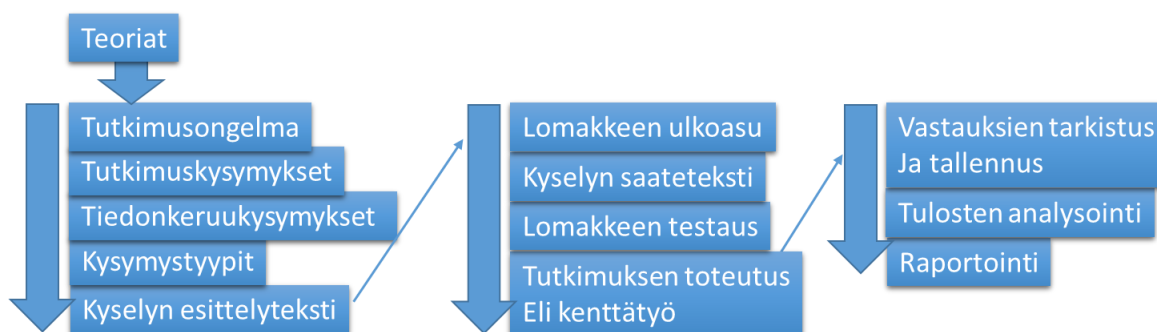 Teoriat
Tutkimusongelma
Tutkimuskysymykset
Tiedonkeruukysymykset
Kysymystyypit
Kyselyn esittelyteksti
Lomakkeen ulkoasu
Kyselyn saateteksti
Lomakkeen testaus
Tutkimuksen toteutus
Eli kenttätyö
Vastauksien tarkistus
Ja tallennus
Tulosten analysointi
Raportointi